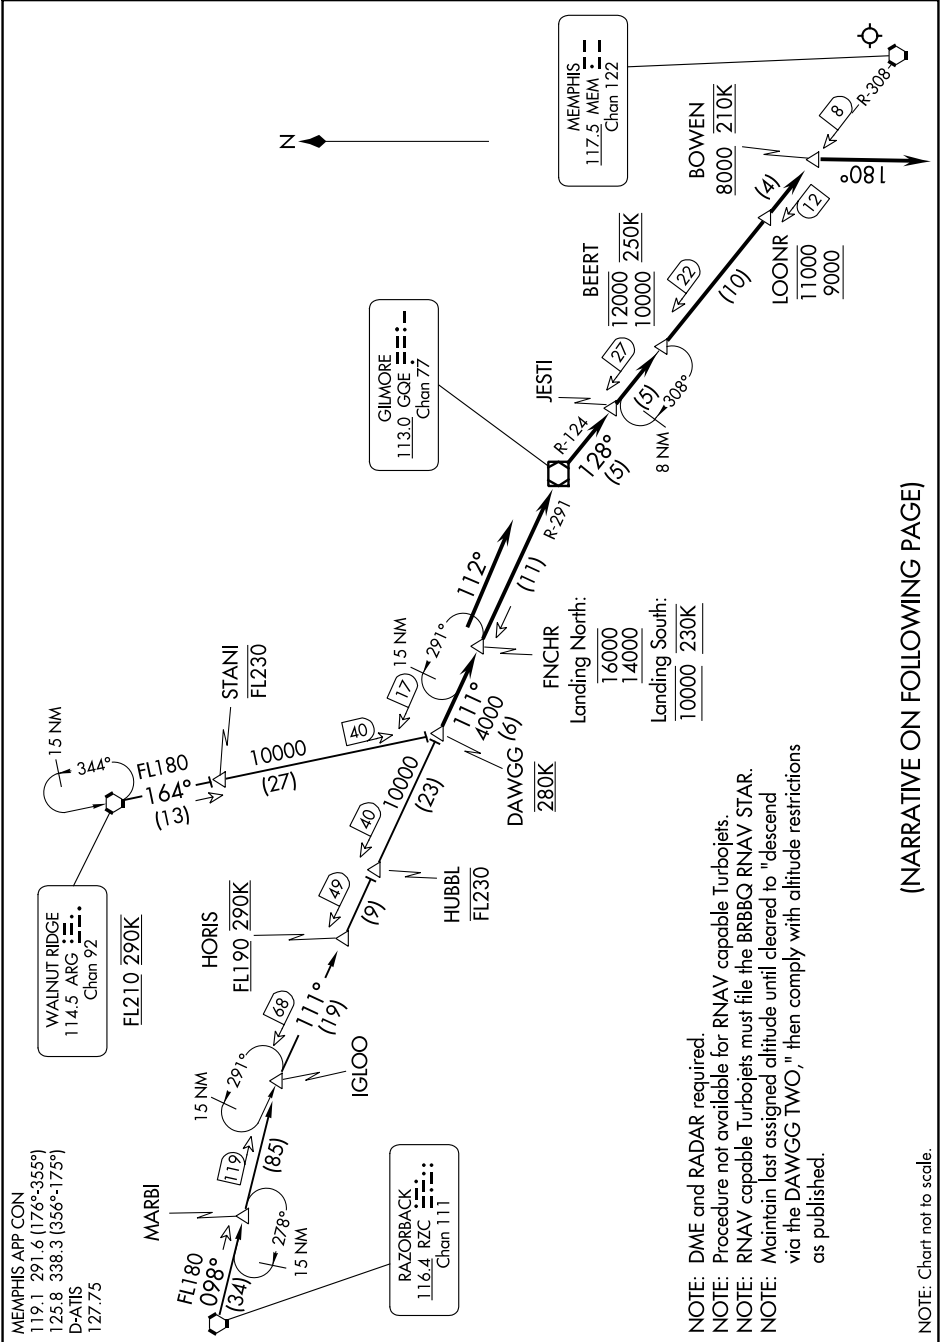 MEMPHIS APP CON
119.1 291.6 (176°-355°)
125.8 338.3 (356°-175°)
D-ATIS
127.75
RAZORBACK
116.4 RZC
Chan 111
FL180
098°
(34)
MARBI
278°
15 NM
119
(85)
15 NM
291°
IGLOO
68
111°
(19)
WALNUT RIDGE
114.5 ARG
Chan 92
FL210 290K
15 NM
344°
FL180
164°
(13)
STANI
FL230
10000
(27)
40
HORIS
FL190 290K
49
(9)
HUBBL
FL230
40
10000
(23)
DAWGG
280K
17
111°
4000
(6)
15 NM
291°
112°
FNCHR
Landing North:
16000
14000
Landing South:
10000 230K
(11)
R-291
GILMORE
113.0 GQE
Chan 77
R-124
128°
(5)
JESTI
27
(5)
308°
8 NM
BEERT
12000 250K
10000
22
(10)
LOONR
11000
9000
12
(4)
BOWEN
8000 210K
180°
8
R-308
MEMPHIS
117.5 MEM
Chan 122
N
NOTE: DME and RADAR required.
NOTE: Procedure not available for RNAV capable Turbojets.
NOTE: RNAV capable Turbojets must file the BRBBQ RNAV STAR.
NOTE: Maintain last assigned altitude until cleared to "descend
via the DAWGG TWO," then comply with altitude restrictions
as published.
(NARRATIVE ON FOLLOWING PAGE)
NOTE: Chart not to scale.